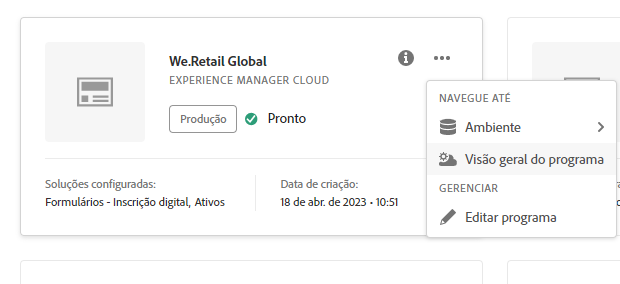 We.Retail Global
EXPERIENCE MANAGER CLOUD
Produção
Pronto
Soluções configuradas:
Formulários - Inscrição digital, Ativos
Data de criação:
18 de abr. de 2023 • 10:51
NAVEGUE ATÉ
Ambiente
Visão geral do programa
GERENCIAR
Editar programa